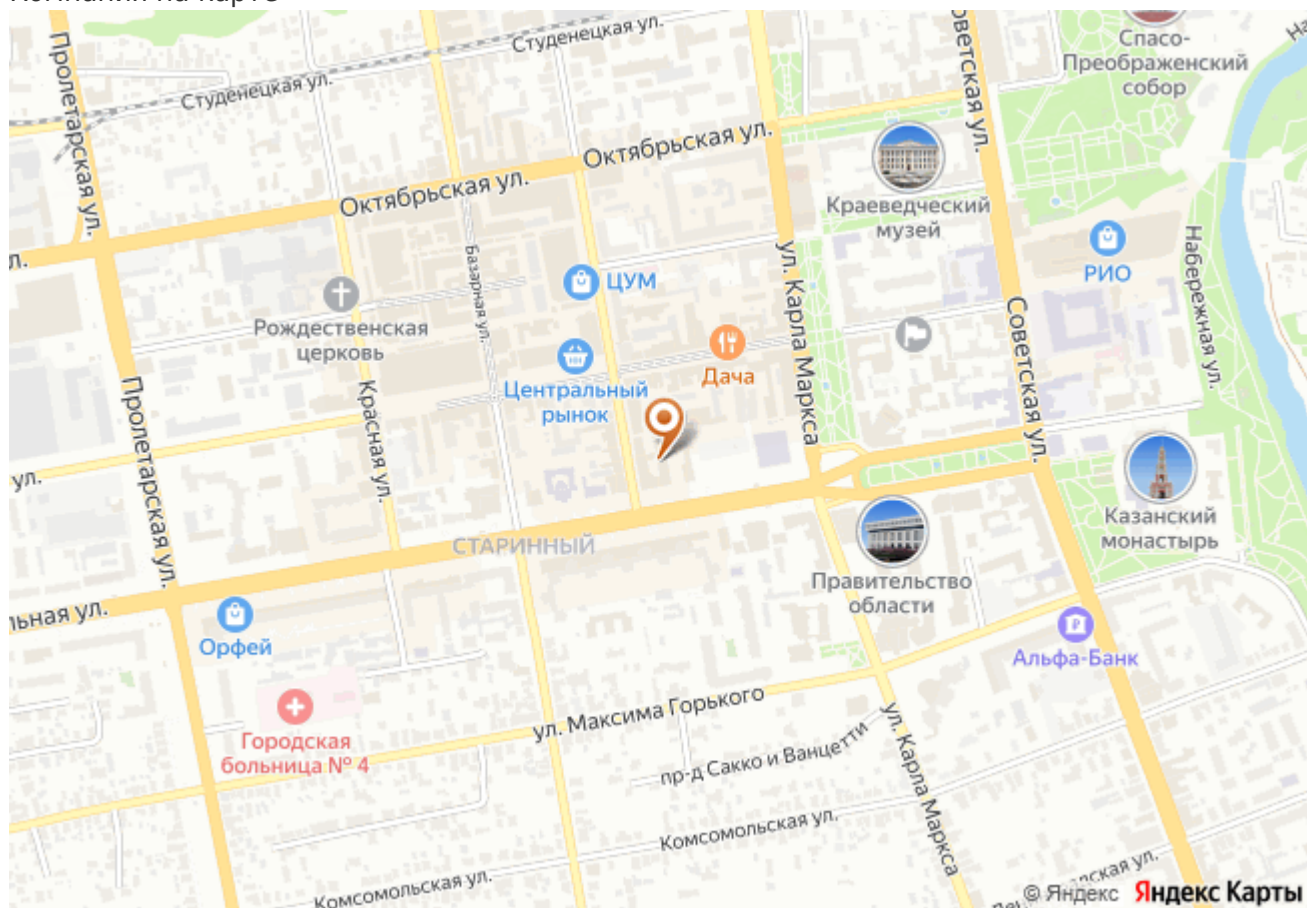 Студенецкая ул.
Спасо-
Преображенский
собор
Пролетарская ул.
Студенецкая ул.
Советская ул.
Октябрьская ул.
Октябрьская ул.
Краеведческий
музей
Базарная ул.
ул. Карла Маркса
РИО
Набережная ул.
ЦУМ
Рождественская
церковь
Советская ул.
Дача
Центральный
рынок
Красная ул.
Пролетарская ул.
ул.
Казанский
монастырь
СТАРИННЫЙ
Правительство
области
льная ул.
Орфей
Альфа-Банк
ул. Максима Горького
Городская
больница № 4
пр-д Сакко и Ванцетти
ул. Карла Маркса
Комсомольская ул.
Комсомольская ул.
© Яндекс Яндекс Карты